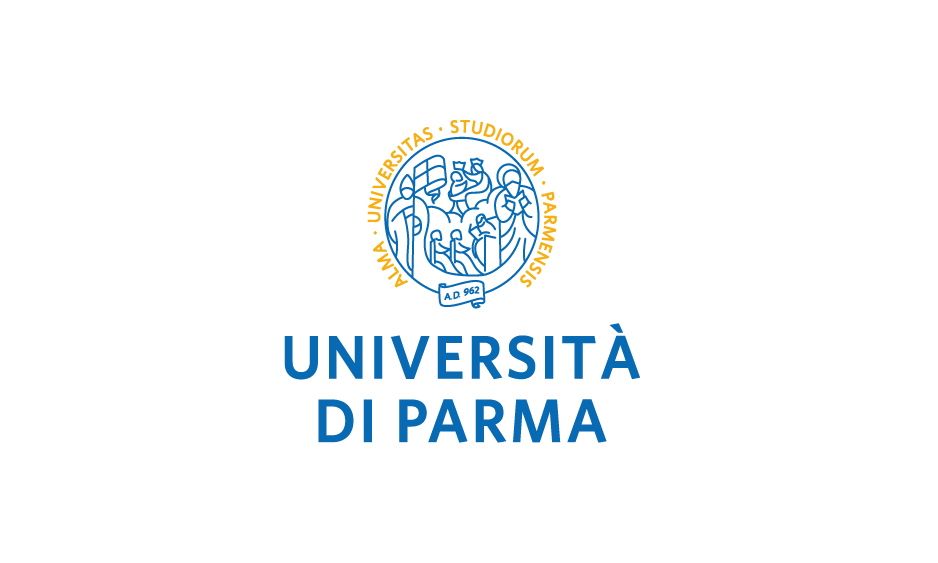 ALMA · UNIVERSITAS · STUDIORUM · PARMENSIS
A.D. 962
UNIVERSITÀ
DI PARMA